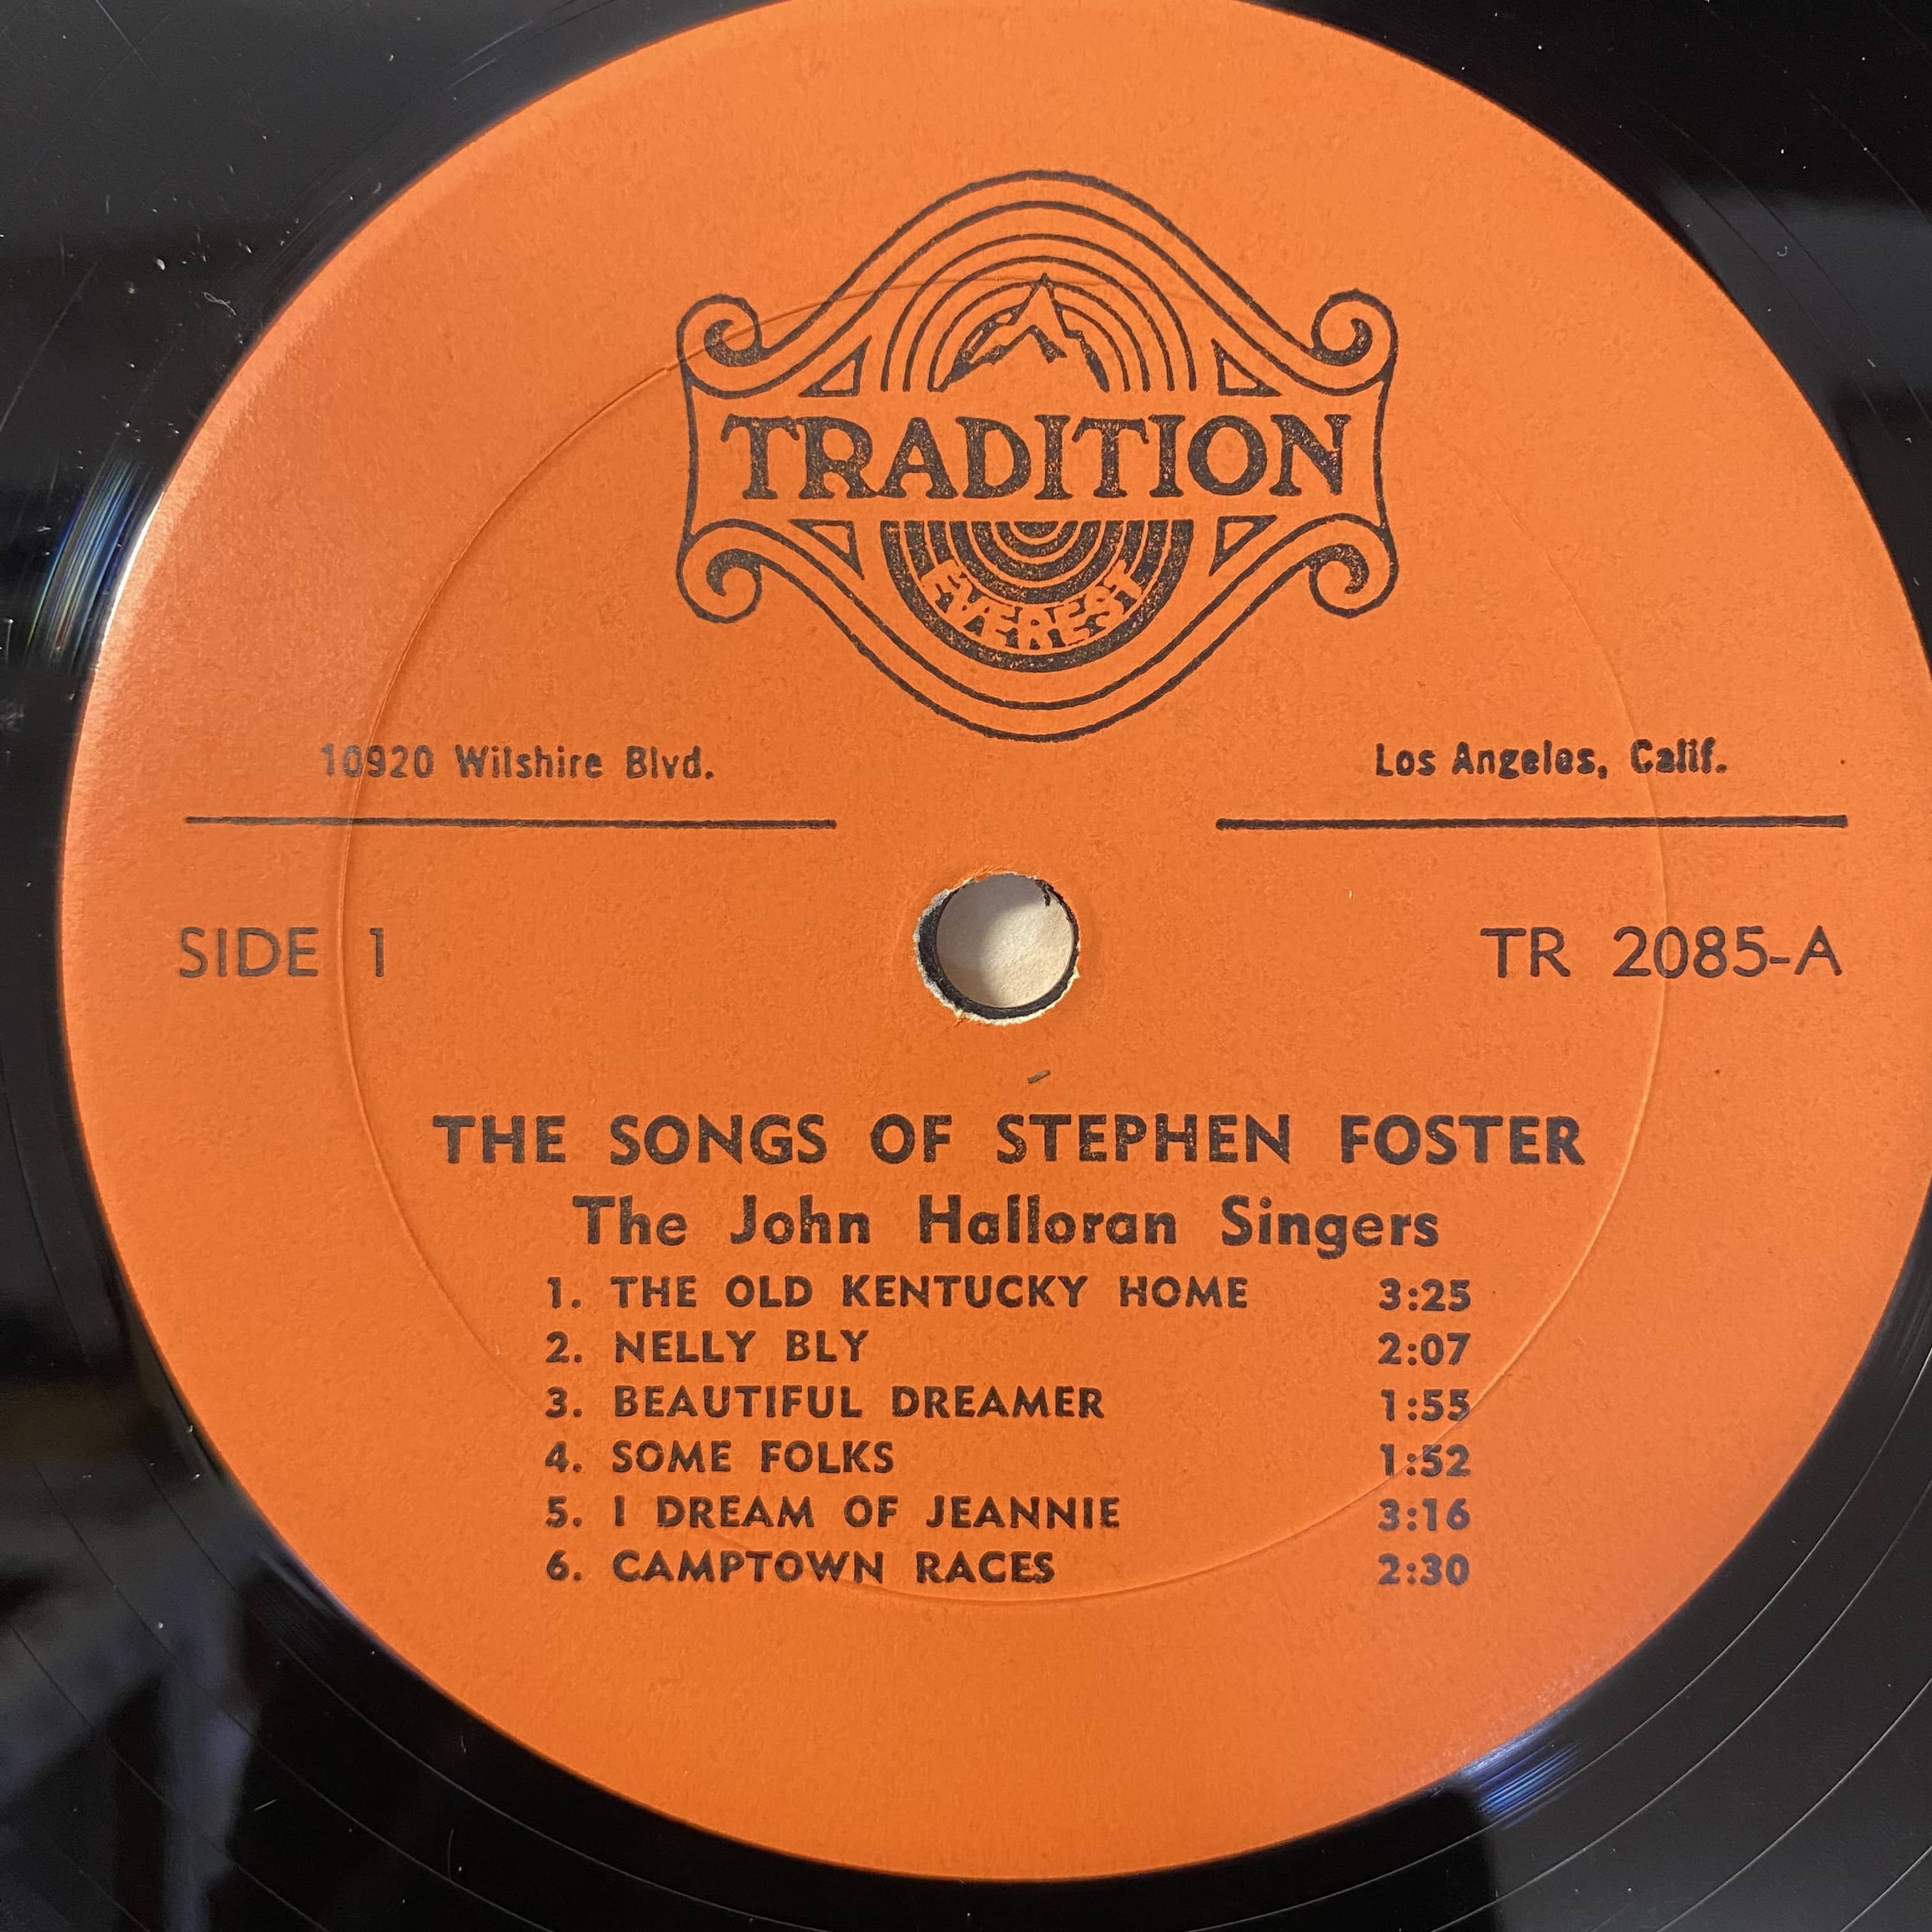 TRADITION
EVEREST
10920 Wilshire Blvd. Los Angeles, Calif.
SIDE 1 TR 2085-A
THE SONGS OF STEPHEN FOSTER
The John Halloran Singers
1. THE OLD KENTUCKY HOME 3:25
2. NELLY BLY 2:07
3. BEAUTIFUL DREAMER 1:55
4. SOME FOLKS 1:52
5. I DREAM OF JEANNIE 3:16
6. CAMPTOWN RACES 2:30